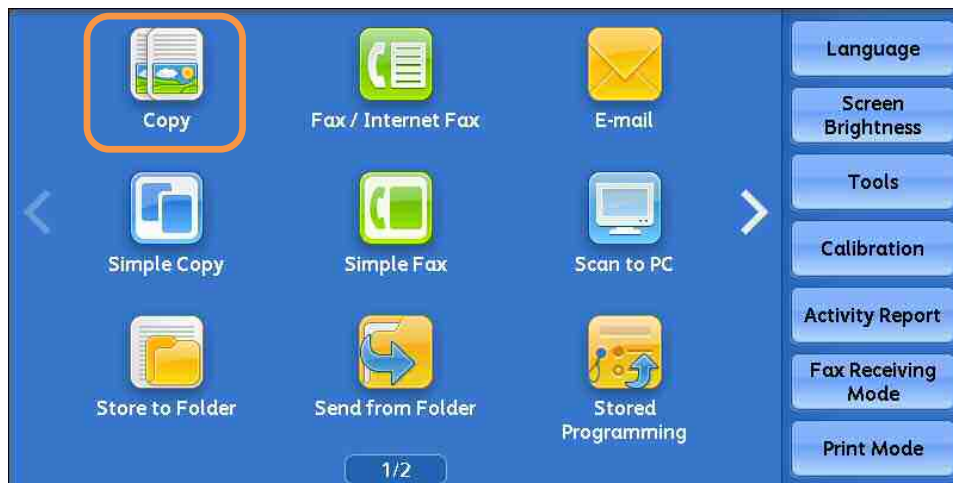 Copy
Fax / Internet Fax
E-mail
Simple Copy
Simple Fax
Scan to PC
Store to Folder
Send from Folder
Stored
Programming
1/2
Language
Screen
Brightness
Tools
Calibration
Activity Report
Fax Receiving
Mode
Print Mode